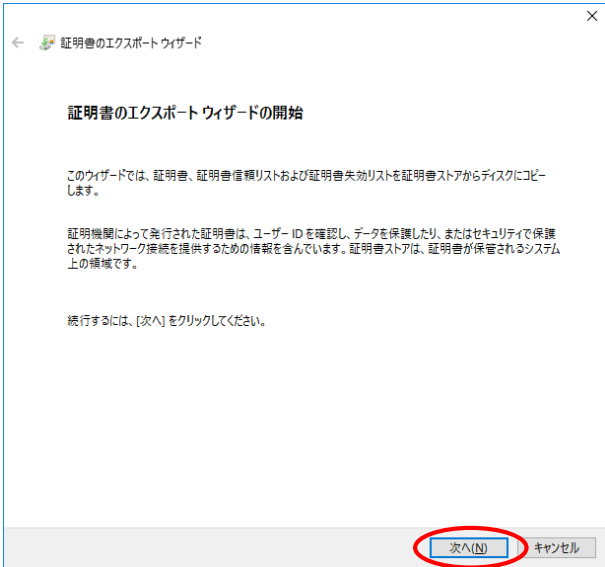 証明書のエクスポート ウィザード
証明書のエクスポート ウィザードの開始
このウィザードでは、証明書、証明書信頼リストおよび証明書失効リストを証明書ストアからディスクにコピー
します。
証明機関によって発行された証明書は、ユーザー ID を確認し、データを保護したり、またはセキュリティで保護
されたネットワーク接続を提供するための情報を含んでいます。証明書ストアは、証明書が保管されるシステム
上の領域です。
続行するには、[次へ] をクリックしてください。
次へ(N) キャンセル